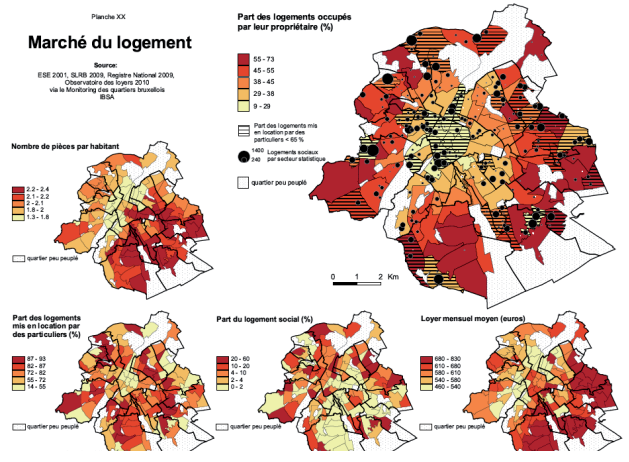 Planche XX
Marché du logement
Source:
ESE 2001, SLRB 2009, Registre National 2009,
Observatoire des loyers 2010
via le Monitoring des quartiers bruxellois
IBSA
Part des logements occupés
par leur propriétaire (%)
55 - 73
45 - 55
38 - 45
29 - 38
9 - 29
Part des logements mis
en location par des
particuliers < 65 %
1400
240
Logements sociaux
par secteur statistique
quartier peu peuplé
0 1 2 Km
Nombre de pièces par habitant
2.2 - 2.4
2.1 - 2.2
2 - 2.1
1.8 - 2
1.3 - 1.8
quartier peu peuplé
Part des logements
mis en location par
des particuliers (%)
87 - 93
82 - 87
72 - 82
55 - 72
14 - 55
quartier peu peuplé
Part du logement social (%)
20 - 60
10 - 20
4 - 10
2 - 4
0 - 2
quartier peu peuplé
Loyer mensuel moyen (euros)
680 - 830
610 - 680
580 - 610
540 - 580
460 - 540
quartier peu peuplé